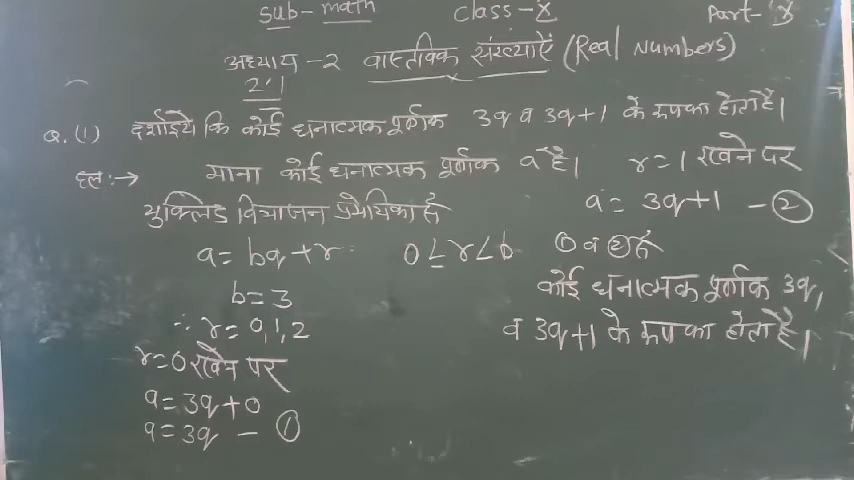 Sub- math Class- X Part- X
अध्याय -2 वास्तविक संख्याएँ (Real Numbers)
2.1
Q. (1) दर्शाइये कि कोई धनात्मक पूर्णांक 3q व 3q+1 के रूप का होता है।
हल:→ माना कोई धनात्मक पूर्णांक a है।
युक्लिड विभाजन प्रमेयिका से
a = bq + r 0 ≤ r < b
b = 3
∴ r = 0, 1, 2
r = 0 रखने पर
a = 3q + 0
a = 3q - ①
r = 1 रखने पर
a = 3q+1 - ②
① व ② से
कोई धनात्मक पूर्णांक 3q,
व 3q+1 के रूप का होता है।